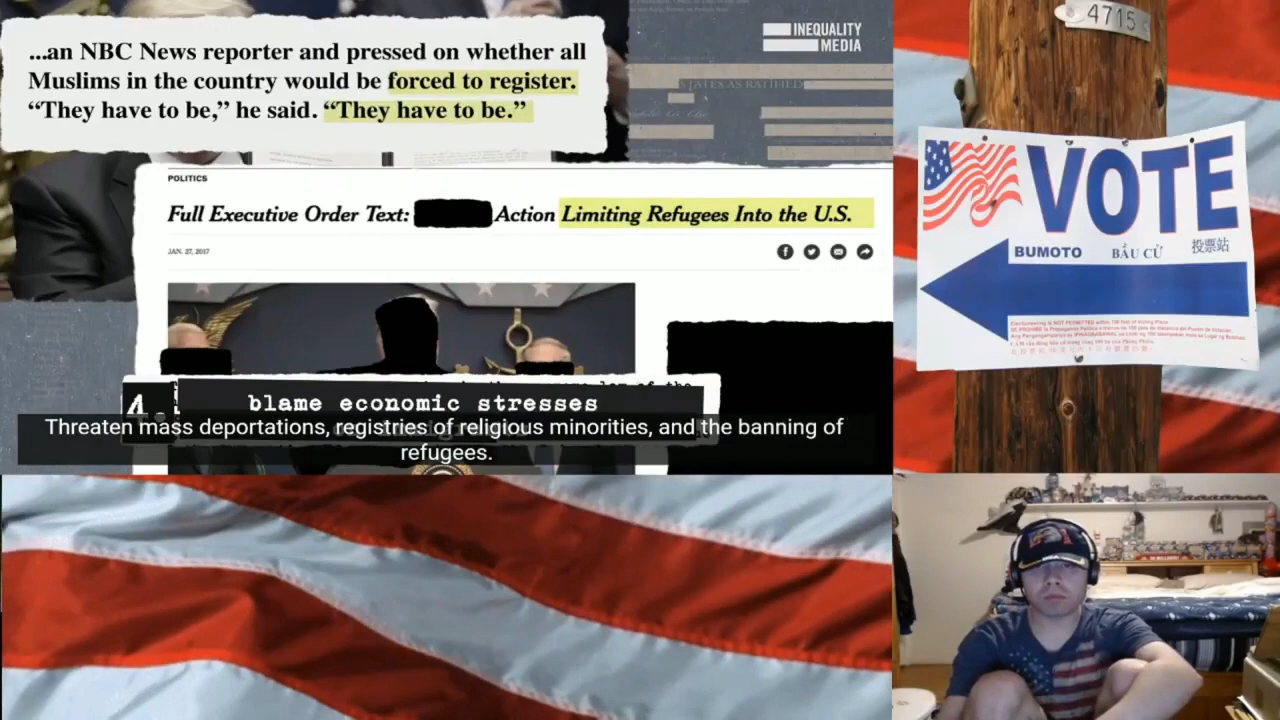 ...an NBC News reporter and pressed on whether all
Muslims in the country would be forced to register.
“They have to be,” he said. “They have to be.”
INEQUALITY
MEDIA
STATES AS RATIFIED
POLITICS
Full Executive Order Text: Action Limiting Refugees Into the U.S.
JAN. 27, 2017
4.
blame economic stresses
Threaten mass deportations, registries of religious minorities, and the banning of
refugees.
4715
VOTE
BUMOTO BẦU CỬ 投票站